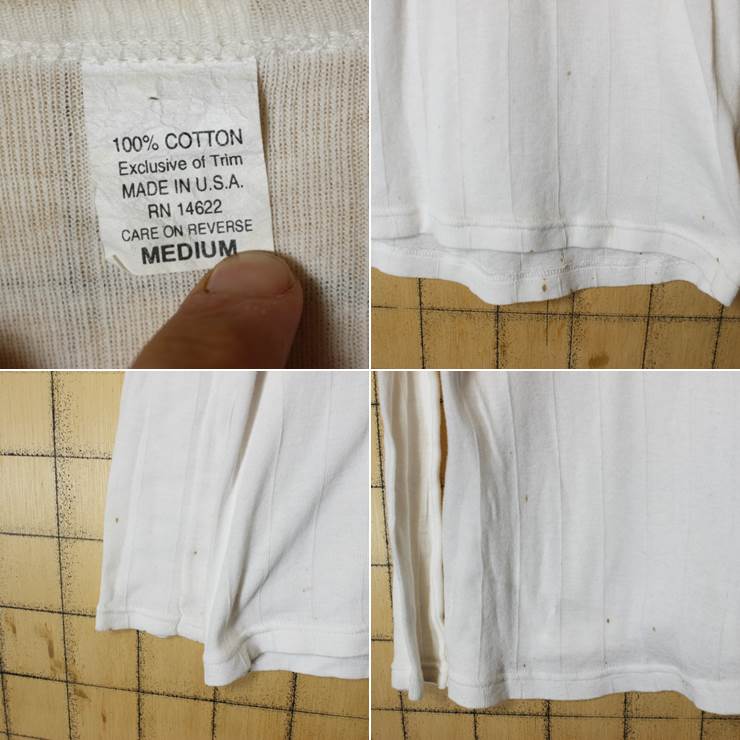 100% COTTON
Exclusive of Trim
MADE IN U.S.A.
RN 14622
CARE ON REVERSE
MEDIUM